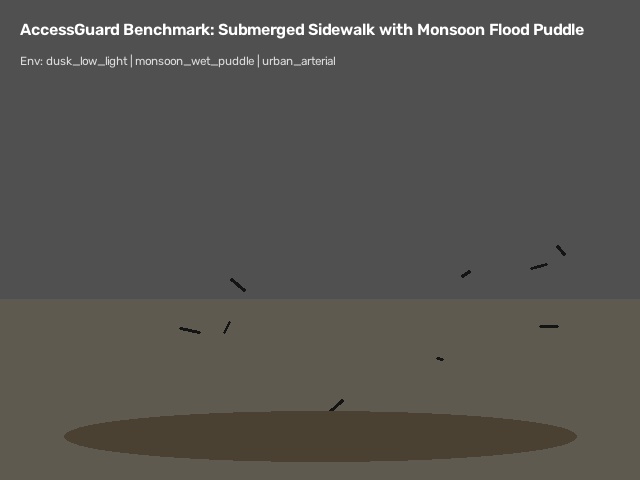 AccessGuard Benchmark: Submerged Sidewalk with Monsoon Flood Puddle
Env: dusk_low_light | monsoon_wet_puddle | urban_arterial